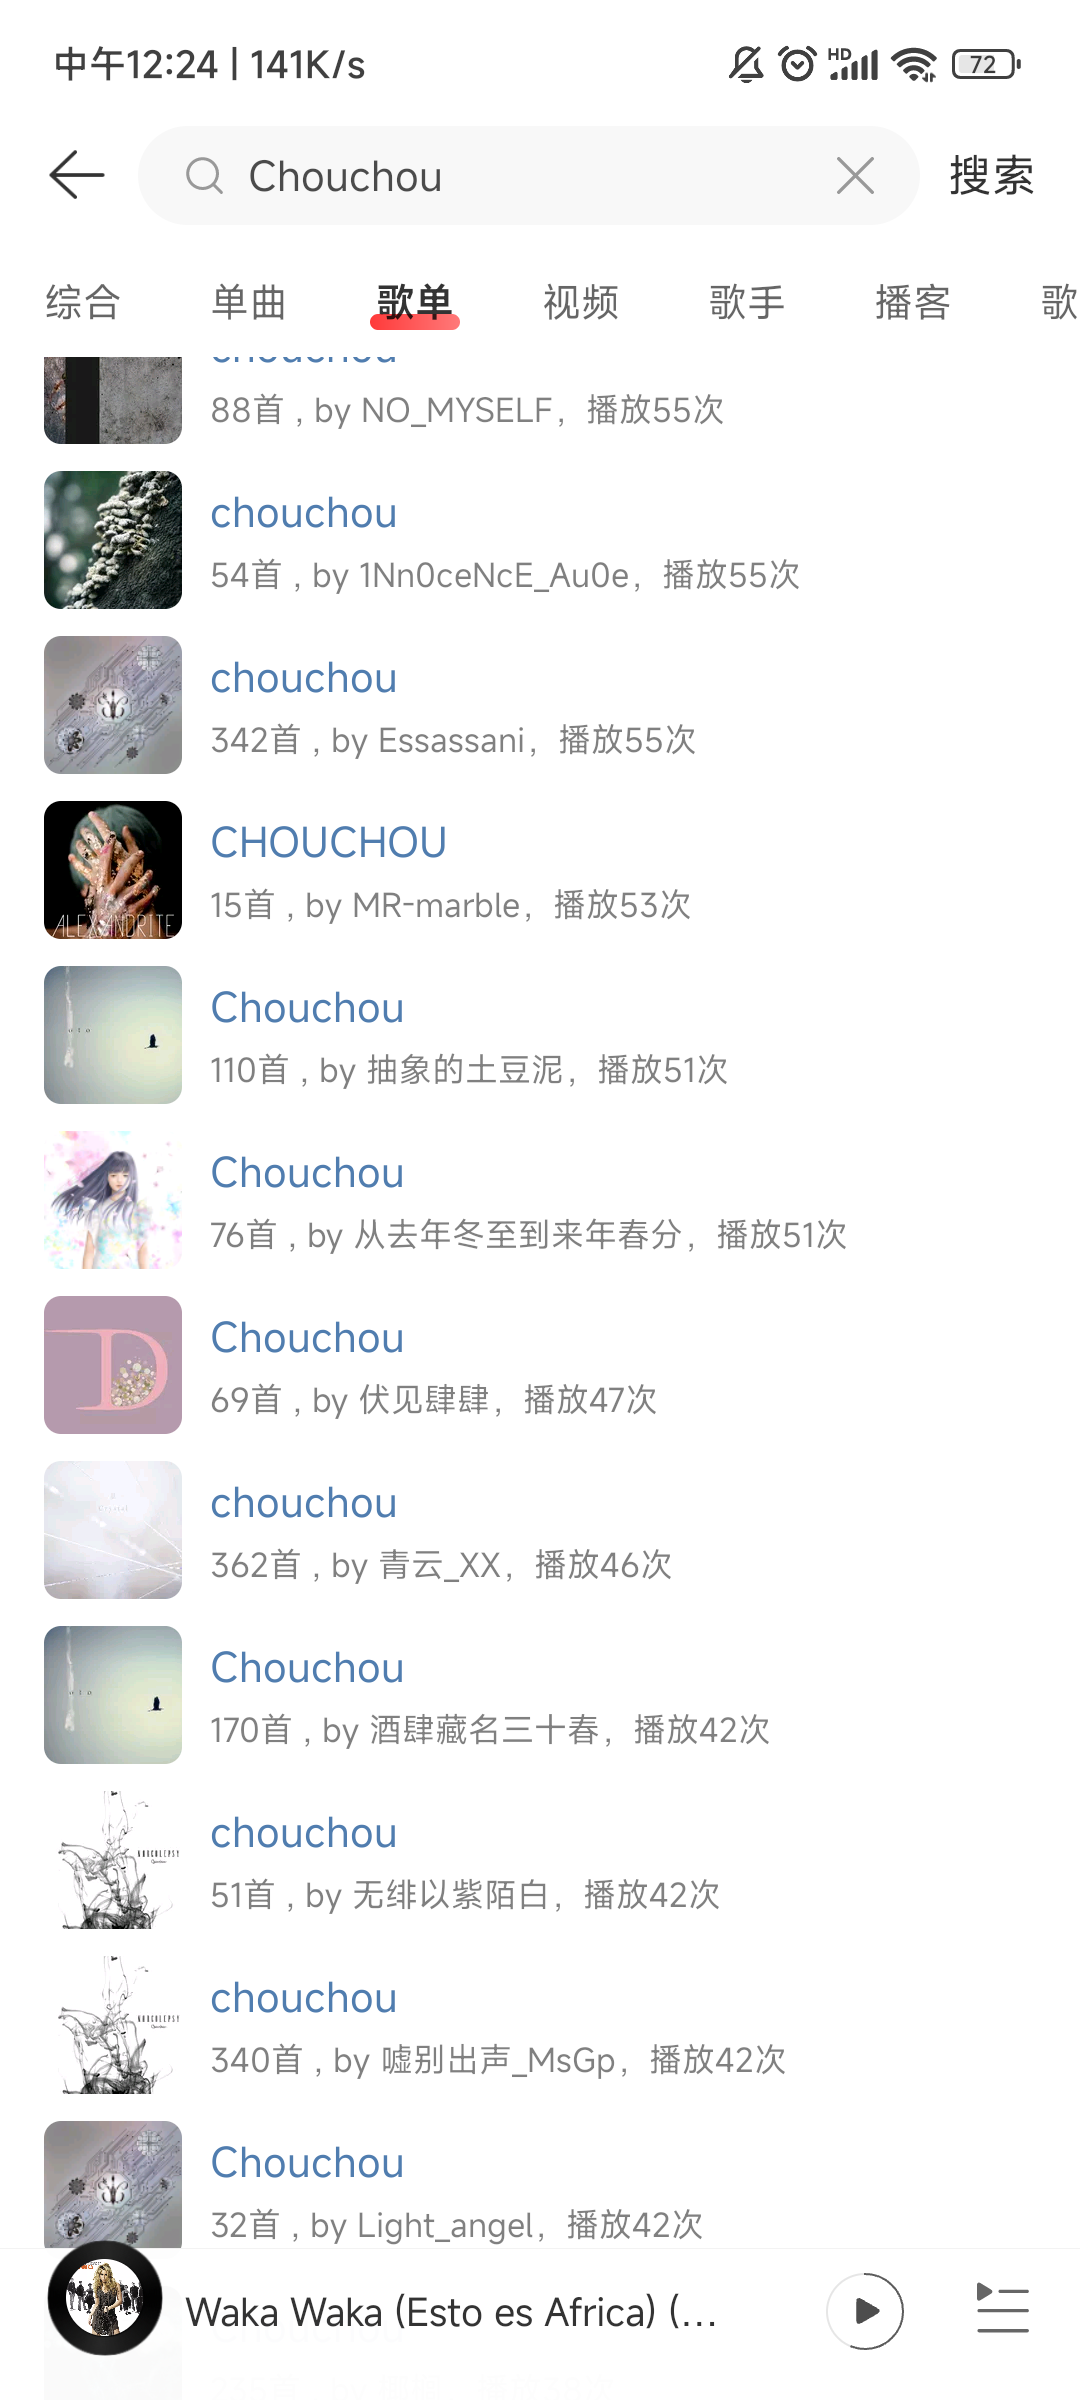 中午12:24 | 141K/s
HD
72
Chouchou
搜索
综合 单曲 歌单 视频 歌手 播客 歌
chouchou
88首 , by NO_MYSELF，播放55次
chouchou
54首 , by 1Nn0ceNcE_Au0e，播放55次
chouchou
342首 , by Essassani，播放55次
CHOUCHOU
15首 , by MR-marble，播放53次
ALEXANDRITE
Chouchou
110首 , by 抽象的土豆泥，播放51次
Chouchou
76首 , by 从去年冬至到来年春分，播放51次
Chouchou
69首 , by 伏见肆肆，播放47次
D
chouchou
362首 , by 青云_XX，播放46次
Crystal
Chouchou
170首 , by 酒肆藏名三十春，播放42次
chouchou
51首 , by 无绯以紫陌白，播放42次
chouchou
340首 , by 嘘别出声_MsGp，播放42次
Chouchou
32首 , by Light_angel，播放42次
Waka Waka (Esto es Africa) (...